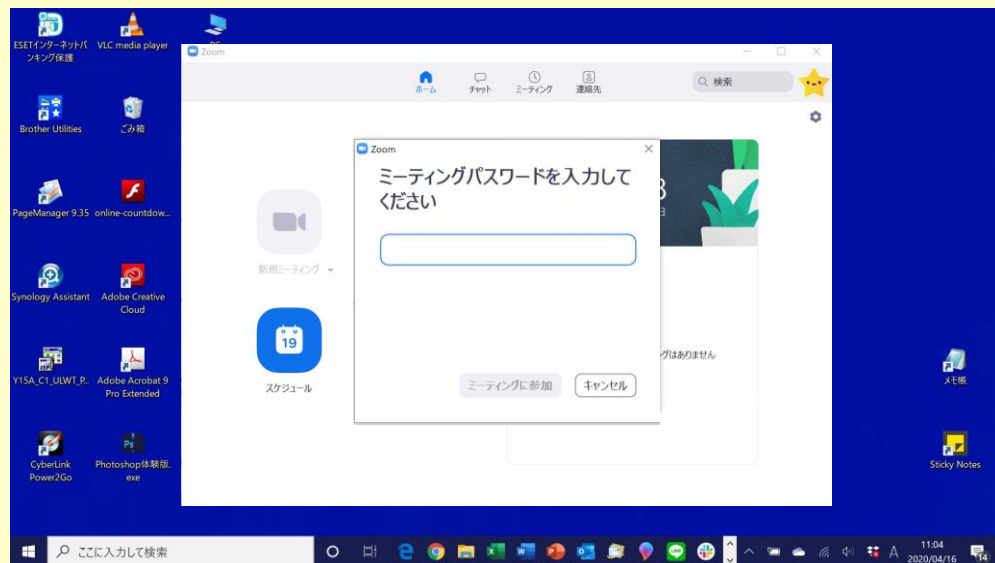 ESETインターネットバ
ンキング保護
VLC media player
Brother Utilities
ごみ箱
PageManager 9.35
online-countdow...
Synology Assistant
Adobe Creative
Cloud
Y15A_C1_ULWT_P...
Adobe Acrobat 9
Pro Extended
CyberLink
Power2Go
Photoshop体験版.
exe
Zoom
ホーム
チャット
ミーティング
連絡先
検索
新規ミーティング
19
スケジュール
Zoom
ミーティングパスワードを入力して
ください
ミーティングに参加
キャンセル
日
グはありません
メモ帳
Sticky Notes
ここに入力して検索
A
11:04
2020/04/16
14